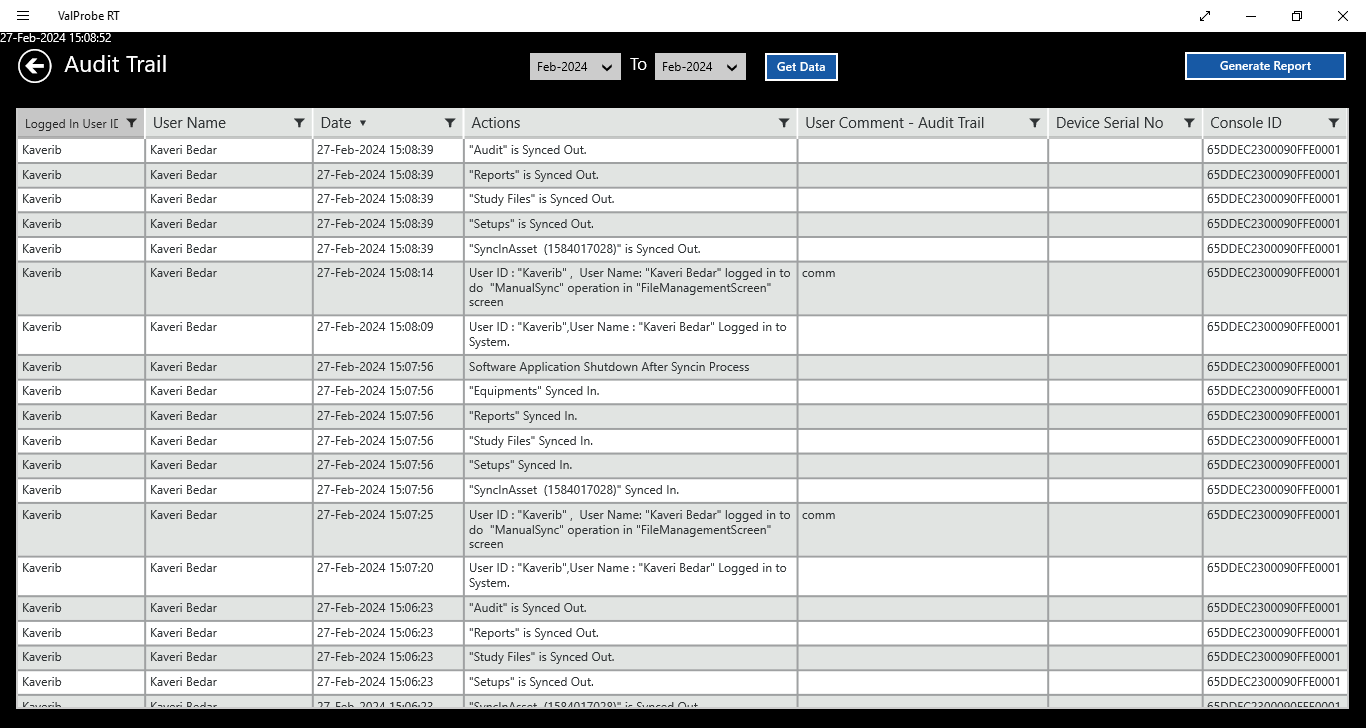 ValProbe RT
27-Feb-2024 15:08:52
Audit Trail
Feb-2024 To Feb-2024 Get Data Generate Report
Logged In User ID User Name Date Actions User Comment - Audit Trail Device Serial No Console ID
Kaverib Kaveri Bedar 27-Feb-2024 15:08:39 "Audit" is Synced Out. 65DDEC2300090FFE0001
Kaverib Kaveri Bedar 27-Feb-2024 15:08:39 "Reports" is Synced Out. 65DDEC2300090FFE0001
Kaverib Kaveri Bedar 27-Feb-2024 15:08:39 "Study Files" is Synced Out. 65DDEC2300090FFE0001
Kaverib Kaveri Bedar 27-Feb-2024 15:08:39 "Setups" is Synced Out. 65DDEC2300090FFE0001
Kaverib Kaveri Bedar 27-Feb-2024 15:08:39 "SyncInAsset (1584017028)" is Synced Out. 65DDEC2300090FFE0001
Kaverib Kaveri Bedar 27-Feb-2024 15:08:14 User ID : "Kaverib" , User Name: "Kaveri Bedar" logged in to comm 65DDEC2300090FFE0001
do "ManualSync" operation in "FileManagementScreen"
screen
Kaverib Kaveri Bedar 27-Feb-2024 15:08:09 User ID : "Kaverib",User Name : "Kaveri Bedar" Logged in to 65DDEC2300090FFE0001
System.
Kaverib Kaveri Bedar 27-Feb-2024 15:07:56 Software Application Shutdown After Syncin Process 65DDEC2300090FFE0001
Kaverib Kaveri Bedar 27-Feb-2024 15:07:56 "Equipments" Synced In. 65DDEC2300090FFE0001
Kaverib Kaveri Bedar 27-Feb-2024 15:07:56 "Reports" Synced In. 65DDEC2300090FFE0001
Kaverib Kaveri Bedar 27-Feb-2024 15:07:56 "Study Files" Synced In. 65DDEC2300090FFE0001
Kaverib Kaveri Bedar 27-Feb-2024 15:07:56 "Setups" Synced In. 65DDEC2300090FFE0001
Kaverib Kaveri Bedar 27-Feb-2024 15:07:56 "SyncInAsset (1584017028)" Synced In. 65DDEC2300090FFE0001
Kaverib Kaveri Bedar 27-Feb-2024 15:07:25 User ID : "Kaverib" , User Name: "Kaveri Bedar" logged in to comm 65DDEC2300090FFE0001
do "ManualSync" operation in "FileManagementScreen"
screen
Kaverib Kaveri Bedar 27-Feb-2024 15:07:20 User ID : "Kaverib",User Name : "Kaveri Bedar" Logged in to 65DDEC2300090FFE0001
System.
Kaverib Kaveri Bedar 27-Feb-2024 15:06:23 "Audit" is Synced Out. 65DDEC2300090FFE0001
Kaverib Kaveri Bedar 27-Feb-2024 15:06:23 "Reports" is Synced Out. 65DDEC2300090FFE0001
Kaverib Kaveri Bedar 27-Feb-2024 15:06:23 "Study Files" is Synced Out. 65DDEC2300090FFE0001
Kaverib Kaveri Bedar 27-Feb-2024 15:06:23 "Setups" is Synced Out. 65DDEC2300090FFE0001
Kaverib Kaveri Bedar 27-Feb-2024 15:06:23 "SyncInAsset (1584017028)" is Synced Out. 65DDEC2300090FFE0001